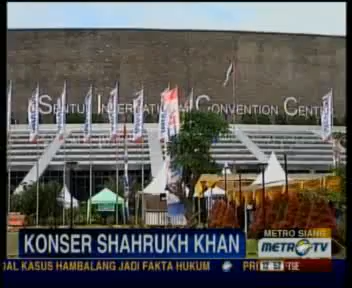 SENTUL INTERNATIONAL CONVENTION CENTER
KONSER SHAHRUKH KHAN
METRO SIANG
METRO TV
AL KASUS HAMBALANG JADI FAKTA HUKUM